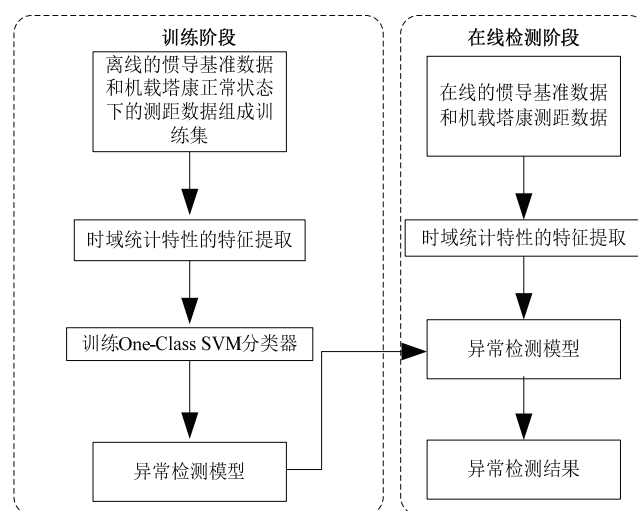 训练阶段
离线的惯导基准数据
和机载塔康正常状态
下的测距数据组成训
练集
时域统计特性的特征提取
训练One-Class SVM分类器
异常检测模型
在线检测阶段
在线的惯导基准数据
和机载塔康测距数据
时域统计特性的特征提取
异常检测模型
异常检测结果